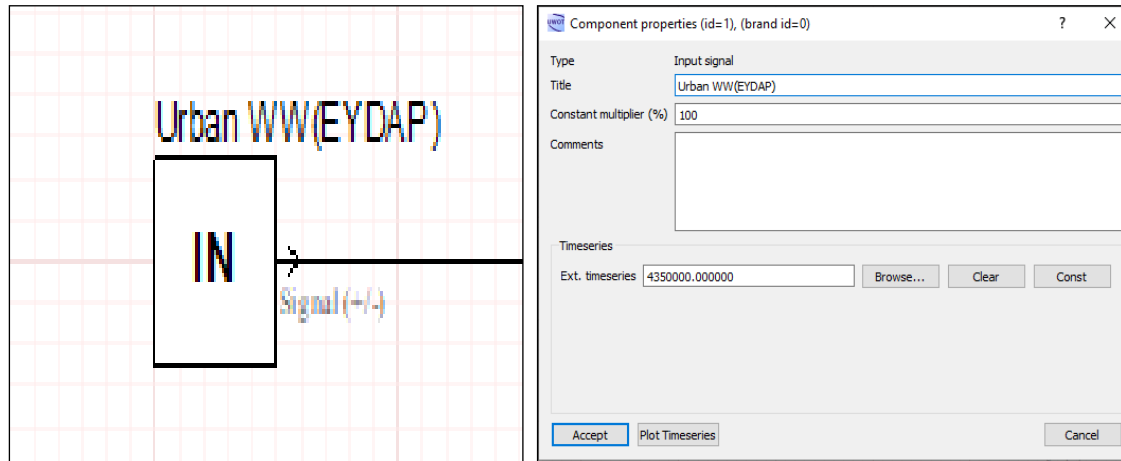 Urban WW(EYDAP)
IN
Signal (+/-)
UWOT Component properties (id=1), (brand id=0) ?
Type Input signal
Title Urban WW(EYDAP)
Constant multiplier (%) 100
Comments
Timeseries
Ext. timeseries 4350000.000000 Browse... Clear Const
Accept Plot Timeseries Cancel